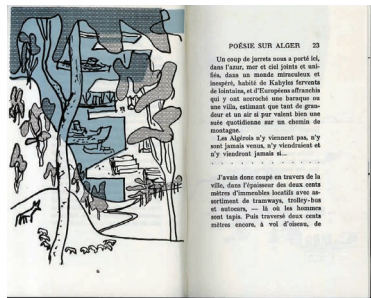 POÉSIE SUR ALGER 23
Un coup de jarrets nous a porté ici,
dans l'azur, mer et ciel joints et uni-
fiés, dans un monde miraculeux et
inespéré, habité de Kabyles fervents
de lointains, et d'Européens affranchis
qui y ont accroché une baraque ou
une villa, estimant que tant de gran-
deur et un air si pur valent bien une
suée quotidienne sur un chemin de
montagne.
Les Algérois n'y viennent pas, n'y
sont jamais venus, n'y viendraient et
n'y viendront jamais si...
. . . . . . . . . . . . . . .
J'avais donc coupé en travers de la
ville, dans l'épaisseur des deux cents
mètres d'immeubles locatifs avec as-
sortiment de tramways, trolley-bus
et autocars, — là où les hommes
sont tapis. Puis traversé deux cents
mètres encore, à vol d'oiseau, de